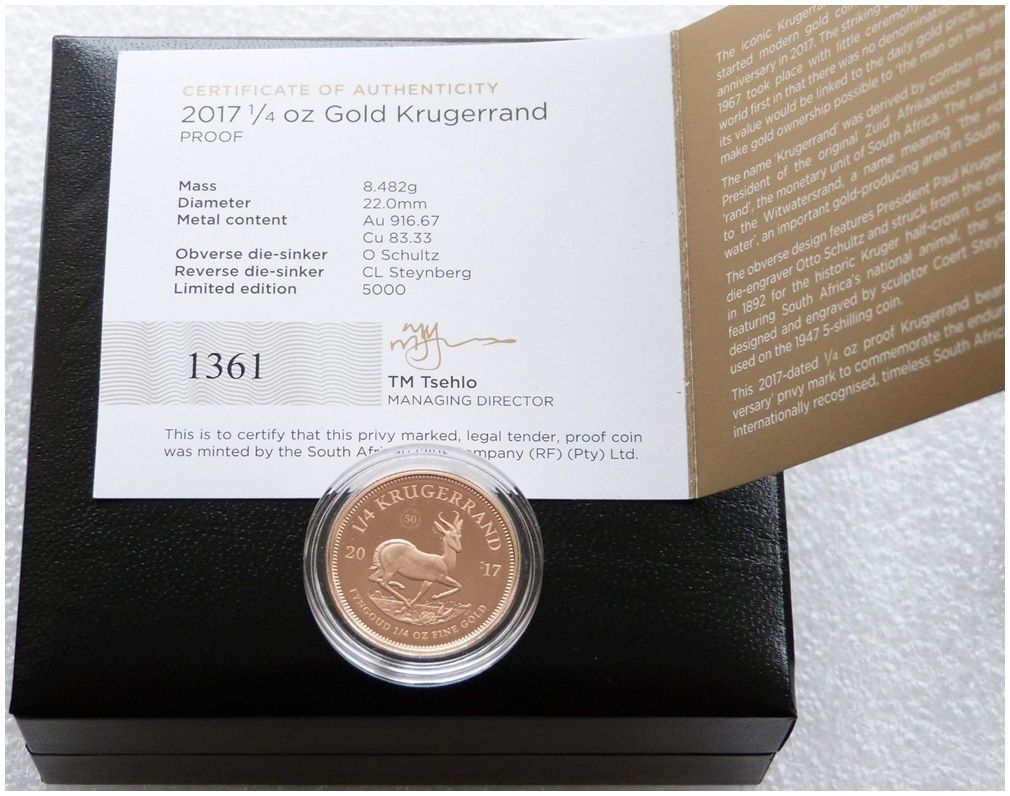 CERTIFICATE OF AUTHENTICITY
2017 ¼ oz Gold Krugerrand
PROOF
Mass 8.482g
Diameter 22.0mm
Metal content Au 916.67
Cu 83.33
Obverse die-sinker O Schultz
Reverse die-sinker CL Steynberg
Limited edition 5000
1361
TM Tsehlo
MANAGING DIRECTOR
This is to certify that this privy marked, legal tender, proof coin
was minted by the South African Mint Company (RF) (Pty) Ltd.
The iconic Krugerrand
started modern gold coin
anniversary in 2017. The striking
1967 took place with little ceremony
world first in that there was no denomination
its value would be linked to the daily gold price,
make gold ownership possible to 'the man on the
The name 'Krugerrand' was derived by combining
President of the original Zuid Afrikaansche Rep
'rand', the monetary unit of South Africa. The rand
to the Witwatersrand, a name meaning 'the
water', an important gold-producing area in South
The obverse design features President Paul Kruger
die-engraver Otto Schultz and struck from the
in 1892 for the historic Kruger half-crown coin
featuring South Africa's national animal, the
designed and engraved by sculptor Coert Steyn
used on the 1947 5-shilling coin.
This 2017-dated ¼ oz proof Krugerrand bear
versary' privy mark to commemorate the endu
internationally recognised, timeless South Afric
1/4 KRUGERRAND
50
20 17
FYNGOUD 1/4 OZ FINE GOLD